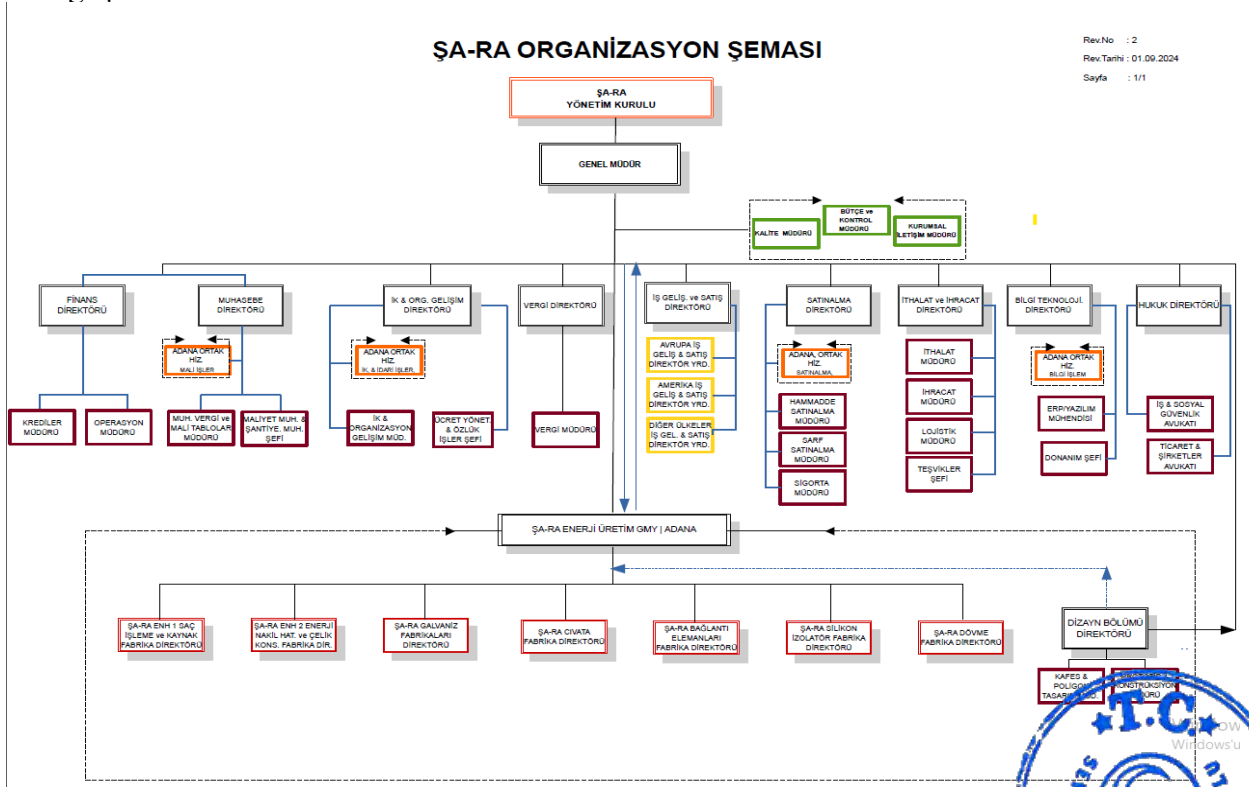 ŞA-RA ORGANİZASYON ŞEMASI
Rev.No : 2
Rev.Tarihi : 01.09.2024
Sayfa : 1/1
ŞA-RA
YÖNETİM KURULU
GENEL MÜDÜR
KALİTE MÜDÜRÜ
BÜTÇE ve
KONTROL
MÜDÜRÜ
KURUMSAL
İLETİŞİM MÜDÜRÜ
FİNANS
DİREKTÖRÜ
MUHASEBE
DİREKTÖRÜ
İK & ORG. GELİŞİM
DİREKTÖRÜ
VERGİ DİREKTÖRÜ
İŞ GELİŞ. ve SATIŞ
DİREKTÖRÜ
SATINALMA
DİREKTÖRÜ
İTHALAT ve İHRACAT
DİREKTÖRÜ
BİLGİ TEKNOLOJİ.
DİREKTÖRÜ
HUKUK DİREKTÖRÜ
ADANA ORTAK
HİZ.
MALİ İŞLER
ADANA ORTAK
HİZ.
İK, & İDARİ İŞLER,
AVRUPA İŞ
GELİŞ & SATIŞ
DİREKTÖR YRD.
AMERİKA İŞ
GELİŞ & SATIŞ
DİREKTÖR YRD.
DİĞER ÜLKELER
İŞ GEL. & SATIŞ
DİREKTÖR YRD.
ADANA, ORTAK
HİZ.
SATINALMA,
HAMMADDE
SATINALMA
MÜDÜRÜ
SARF
SATINALMA
MÜDÜRÜ
SİGORTA
MÜDÜRÜ
İTHALAT
MÜDÜRÜ
İHRACAT
MÜDÜRÜ
LOJİSTİK
MÜDÜRÜ
TEŞVİKLER
ŞEFİ
ADANA ORTAK
HİZ.
BİLGİ İŞLEM
ERP/YAZILIM
MÜHENDİSİ
DONANIM ŞEFİ
İŞ & SOSYAL
GÜVENLİK
AVUKATI
TİCARET &
ŞİRKETLER
AVUKATI
KREDİLER
MÜDÜRÜ
OPERASYON
MÜDÜRÜ
MUH. VERGİ ve
MALİ TABLOLAR
MÜDÜRÜ
MALİYET MUH. &
ŞANTİYE. MUH.
ŞEFİ
İK &
ORGANİZASYON
GELİŞİM MÜD.
ÜCRET YÖNET.
& ÖZLÜK
İŞLER ŞEFİ
VERGİ MÜDÜRÜ
ŞA-RA ENERJİ ÜRETİM GMY | ADANA
ŞA-RA ENH 1 SAÇ
İŞLEME ve KAYNAK
FABRİKA DİREKTÖRÜ
ŞA-RA ENH 2 ENERJİ
NAKİL HAT. ve ÇELİK
KONS. FABRİKA DİR.
ŞA-RA GALVANİZ
FABRİKALARI
DİREKTÖRÜ
ŞA-RA CIVATA
FABRİKA DİREKTÖRÜ
ŞA-RA BAĞLANTI
ELEMANLARI
FABRİKA DİREKTÖRÜ
ŞA-RA SİLİKON
İZOLATÖR FABRİKA
DİREKTÖRÜ
ŞA-RA DÖVME
FABRİKA DİREKTÖRÜ
DİZAYN BÖLÜMÜ
DİREKTÖRÜ
KAFES &
POLİGON
KONSTRÜKSİYON
T.C.